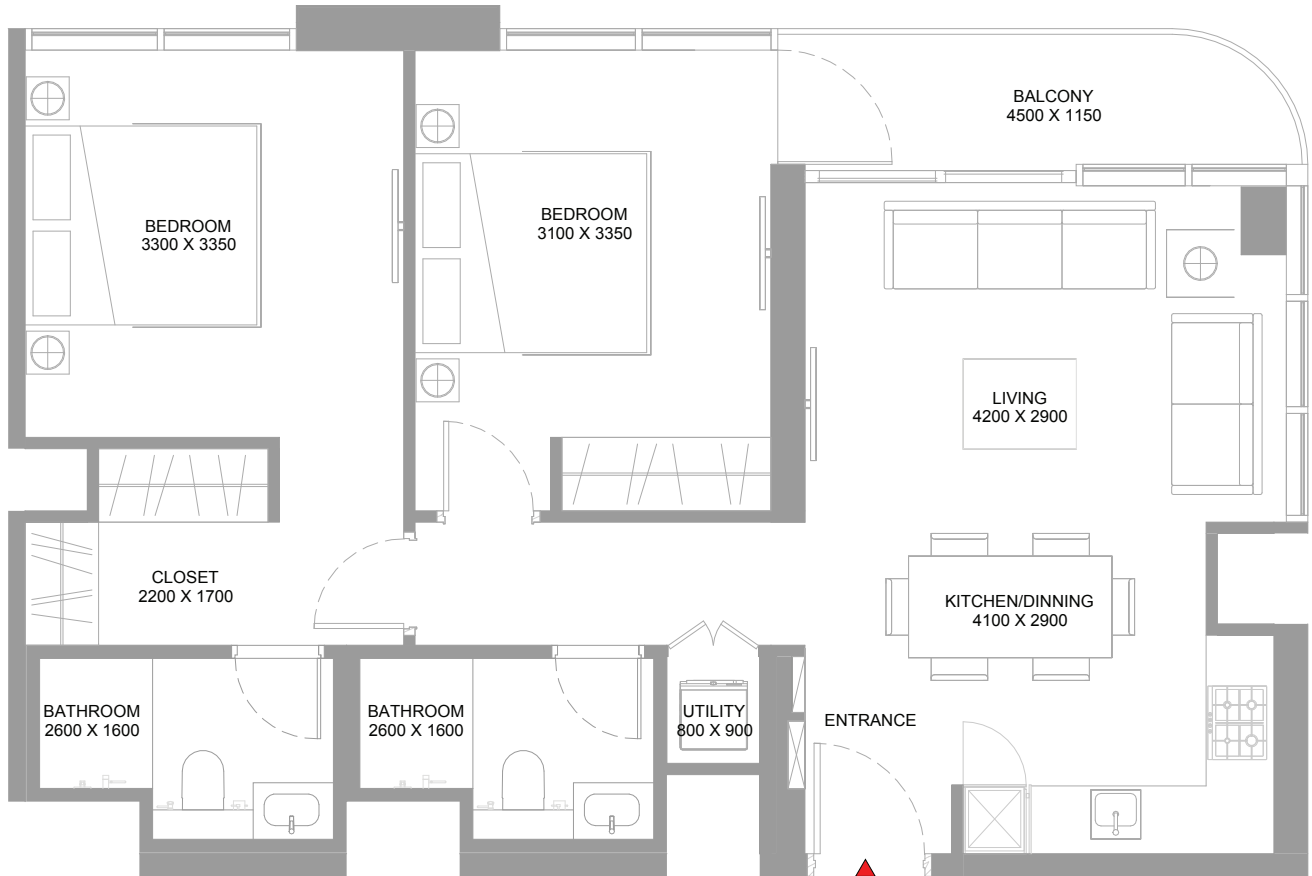 BALCONY
4500 X 1150
BEDROOM
3300 X 3350
BEDROOM
3100 X 3350
LIVING
4200 X 2900
CLOSET
2200 X 1700
KITCHEN/DINNING
4100 X 2900
BATHROOM
2600 X 1600
BATHROOM
2600 X 1600
UTILITY
800 X 900
ENTRANCE